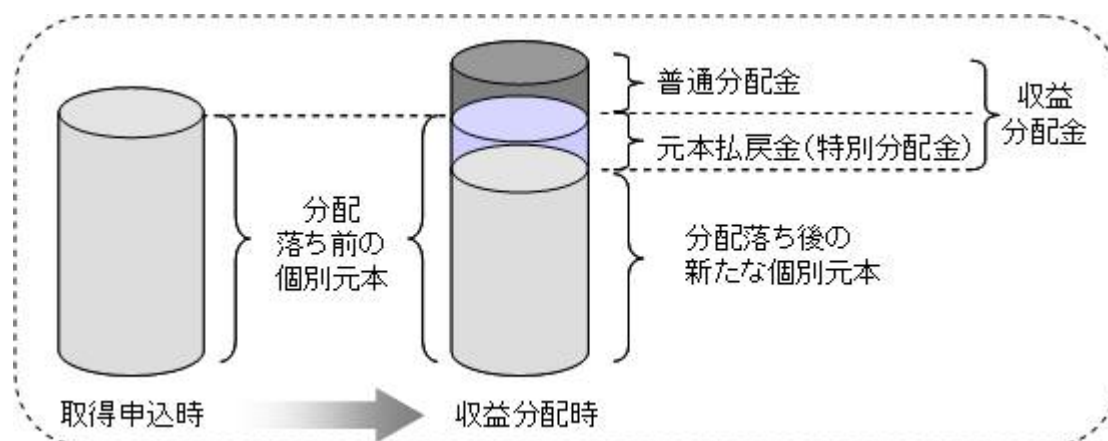 普通分配金
元本払戻金(特別分配金)
収益
分配金
分配
落ち前の
個別元本
分配落ち後の
新たな個別元本
取得申込時
収益分配時